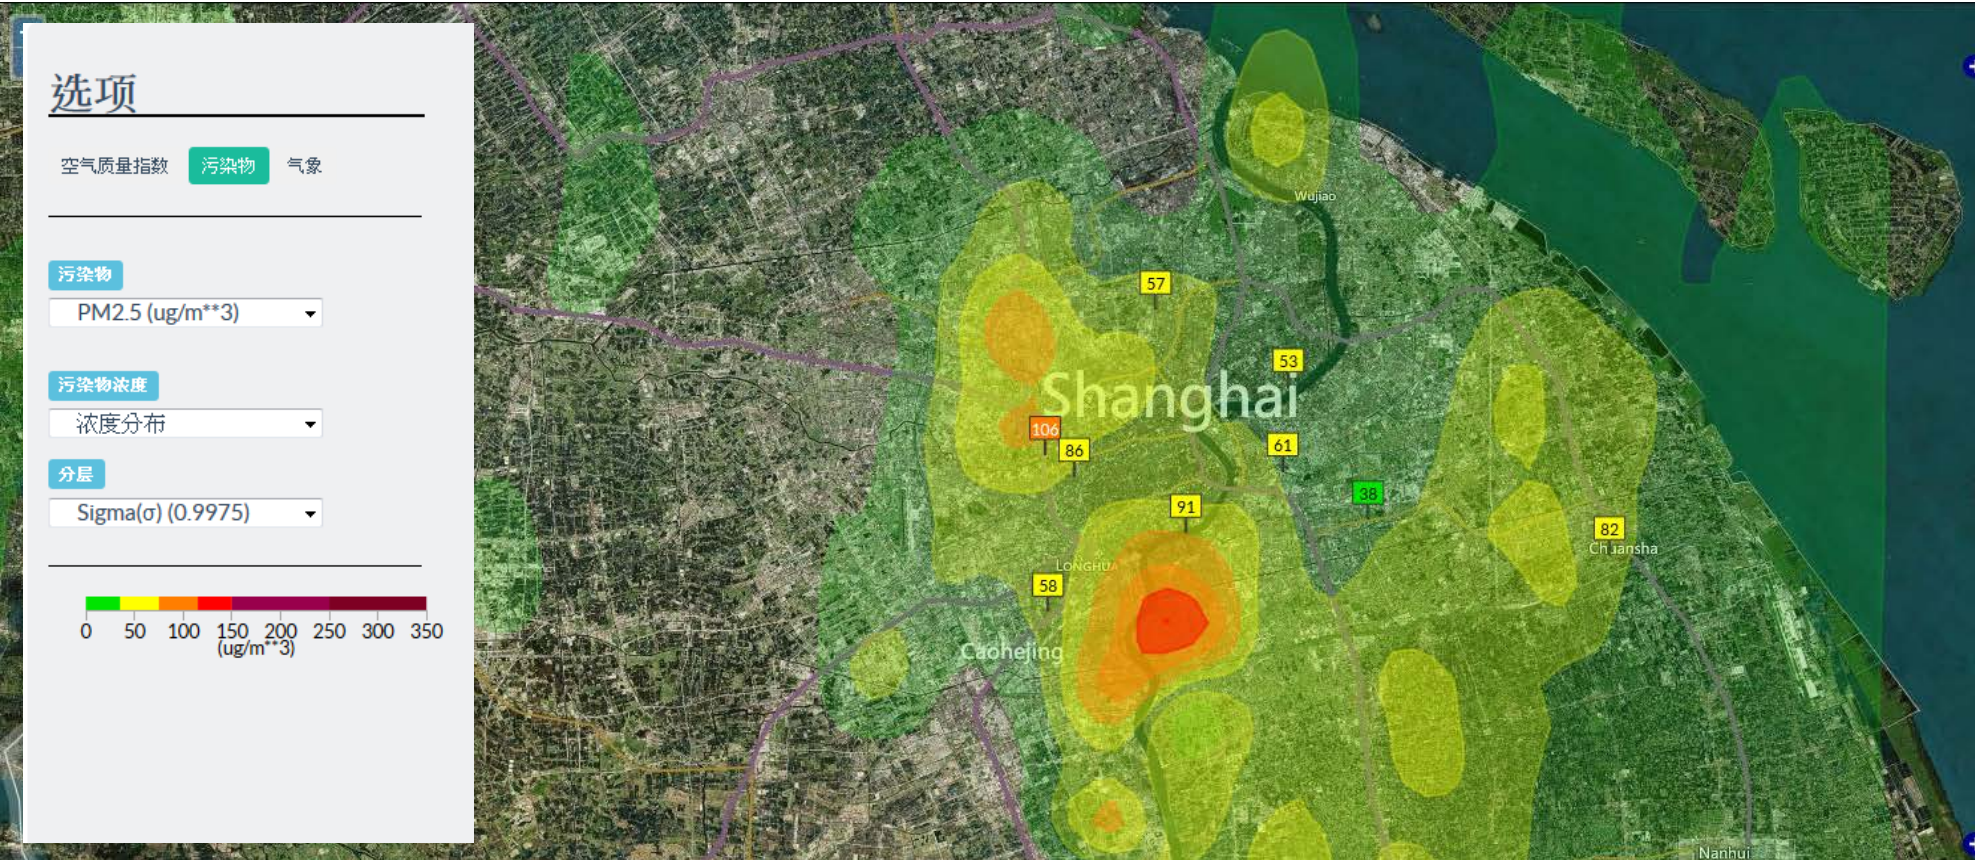 选项
空气质量指数 污染物 气象
污染物
PM2.5 (ug/m**3)
污染物浓度
浓度分布
分层
Sigma(σ) (0.9975)
0 50 100 150 200 250 300 350
(ug/m**3)
Wujiao
57
53
Shanghai
106
86
61
38
91
82
Chuansha
LONGHUA
58
Caohejing
Nanhui